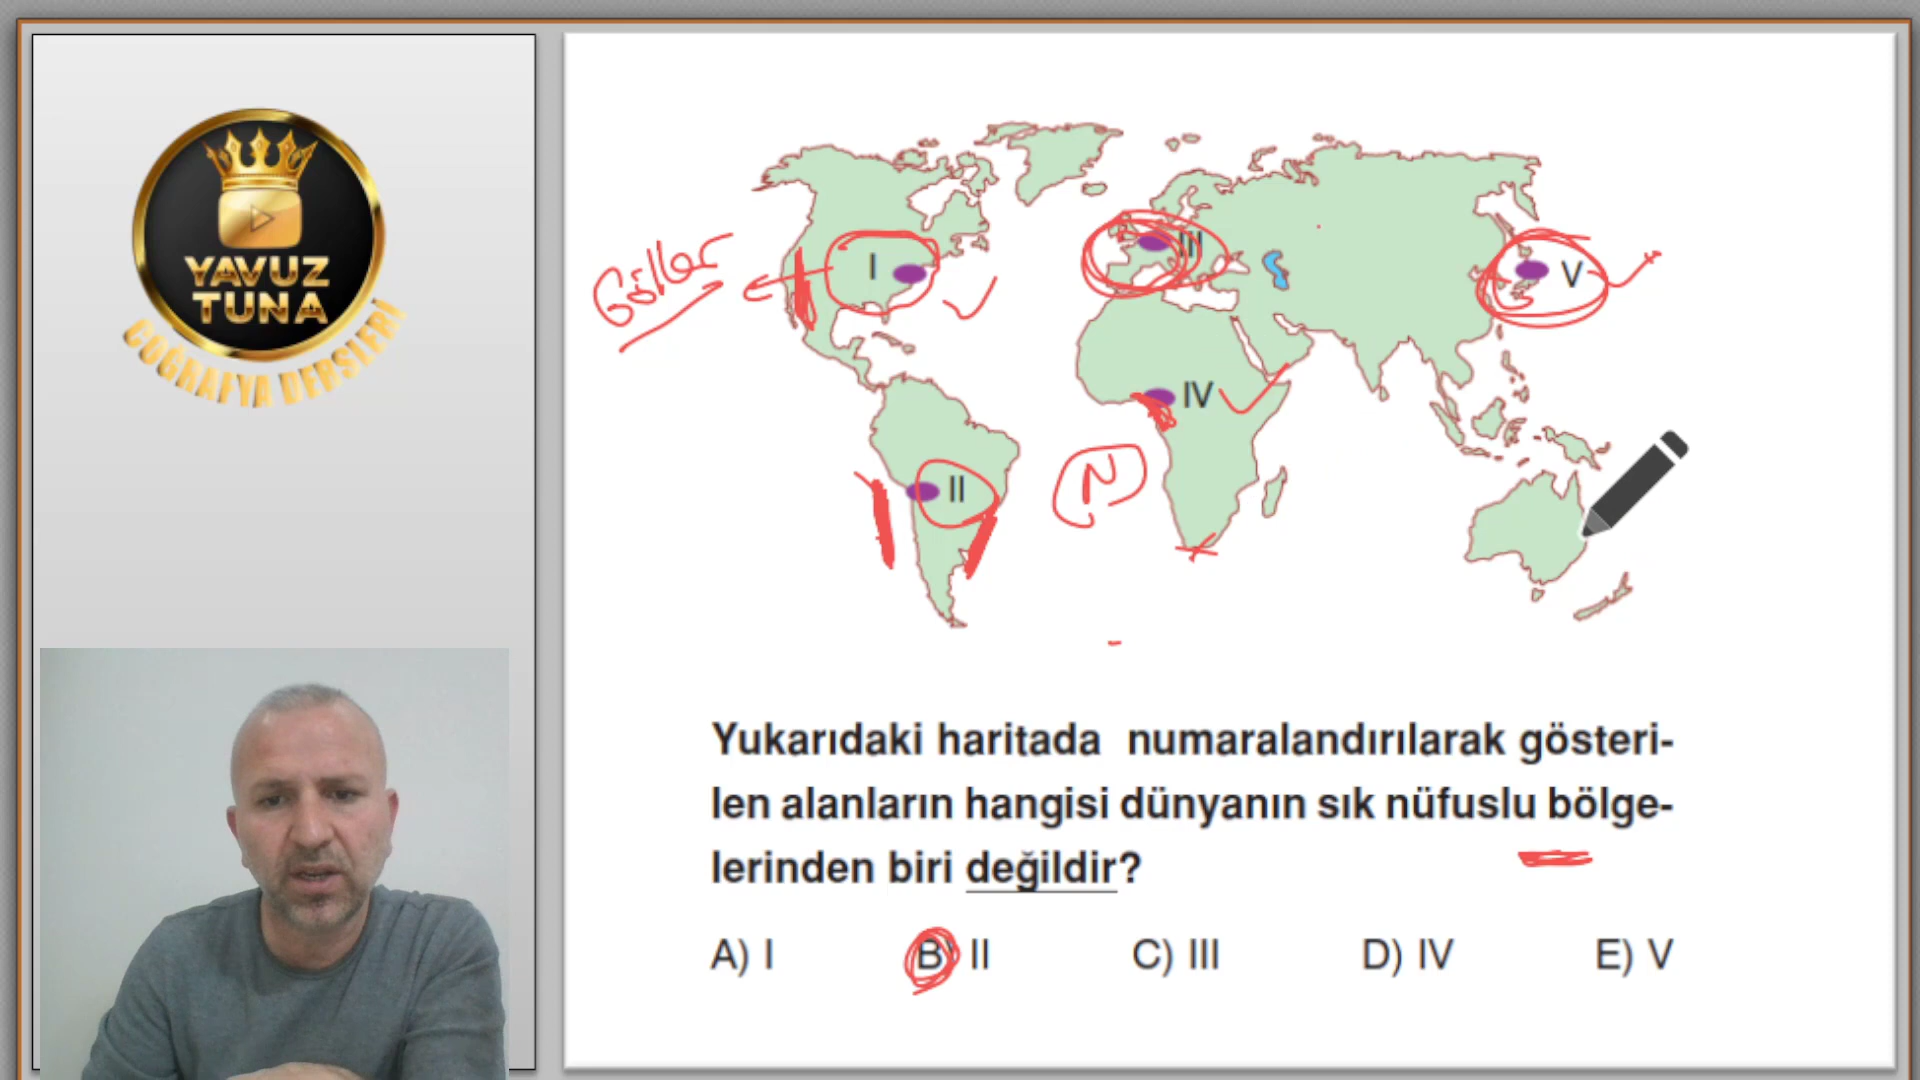 YAVUZ
TUNA
COĞRAFYA DERSLERİ
Göller
I
III
V
IV
N
II
Yukarıdaki haritada numaralandırılarak gösteri-
len alanların hangisi dünyanın sık nüfuslu bölge-
lerinden biri değildir?
A) I B) II C) III D) IV E) V